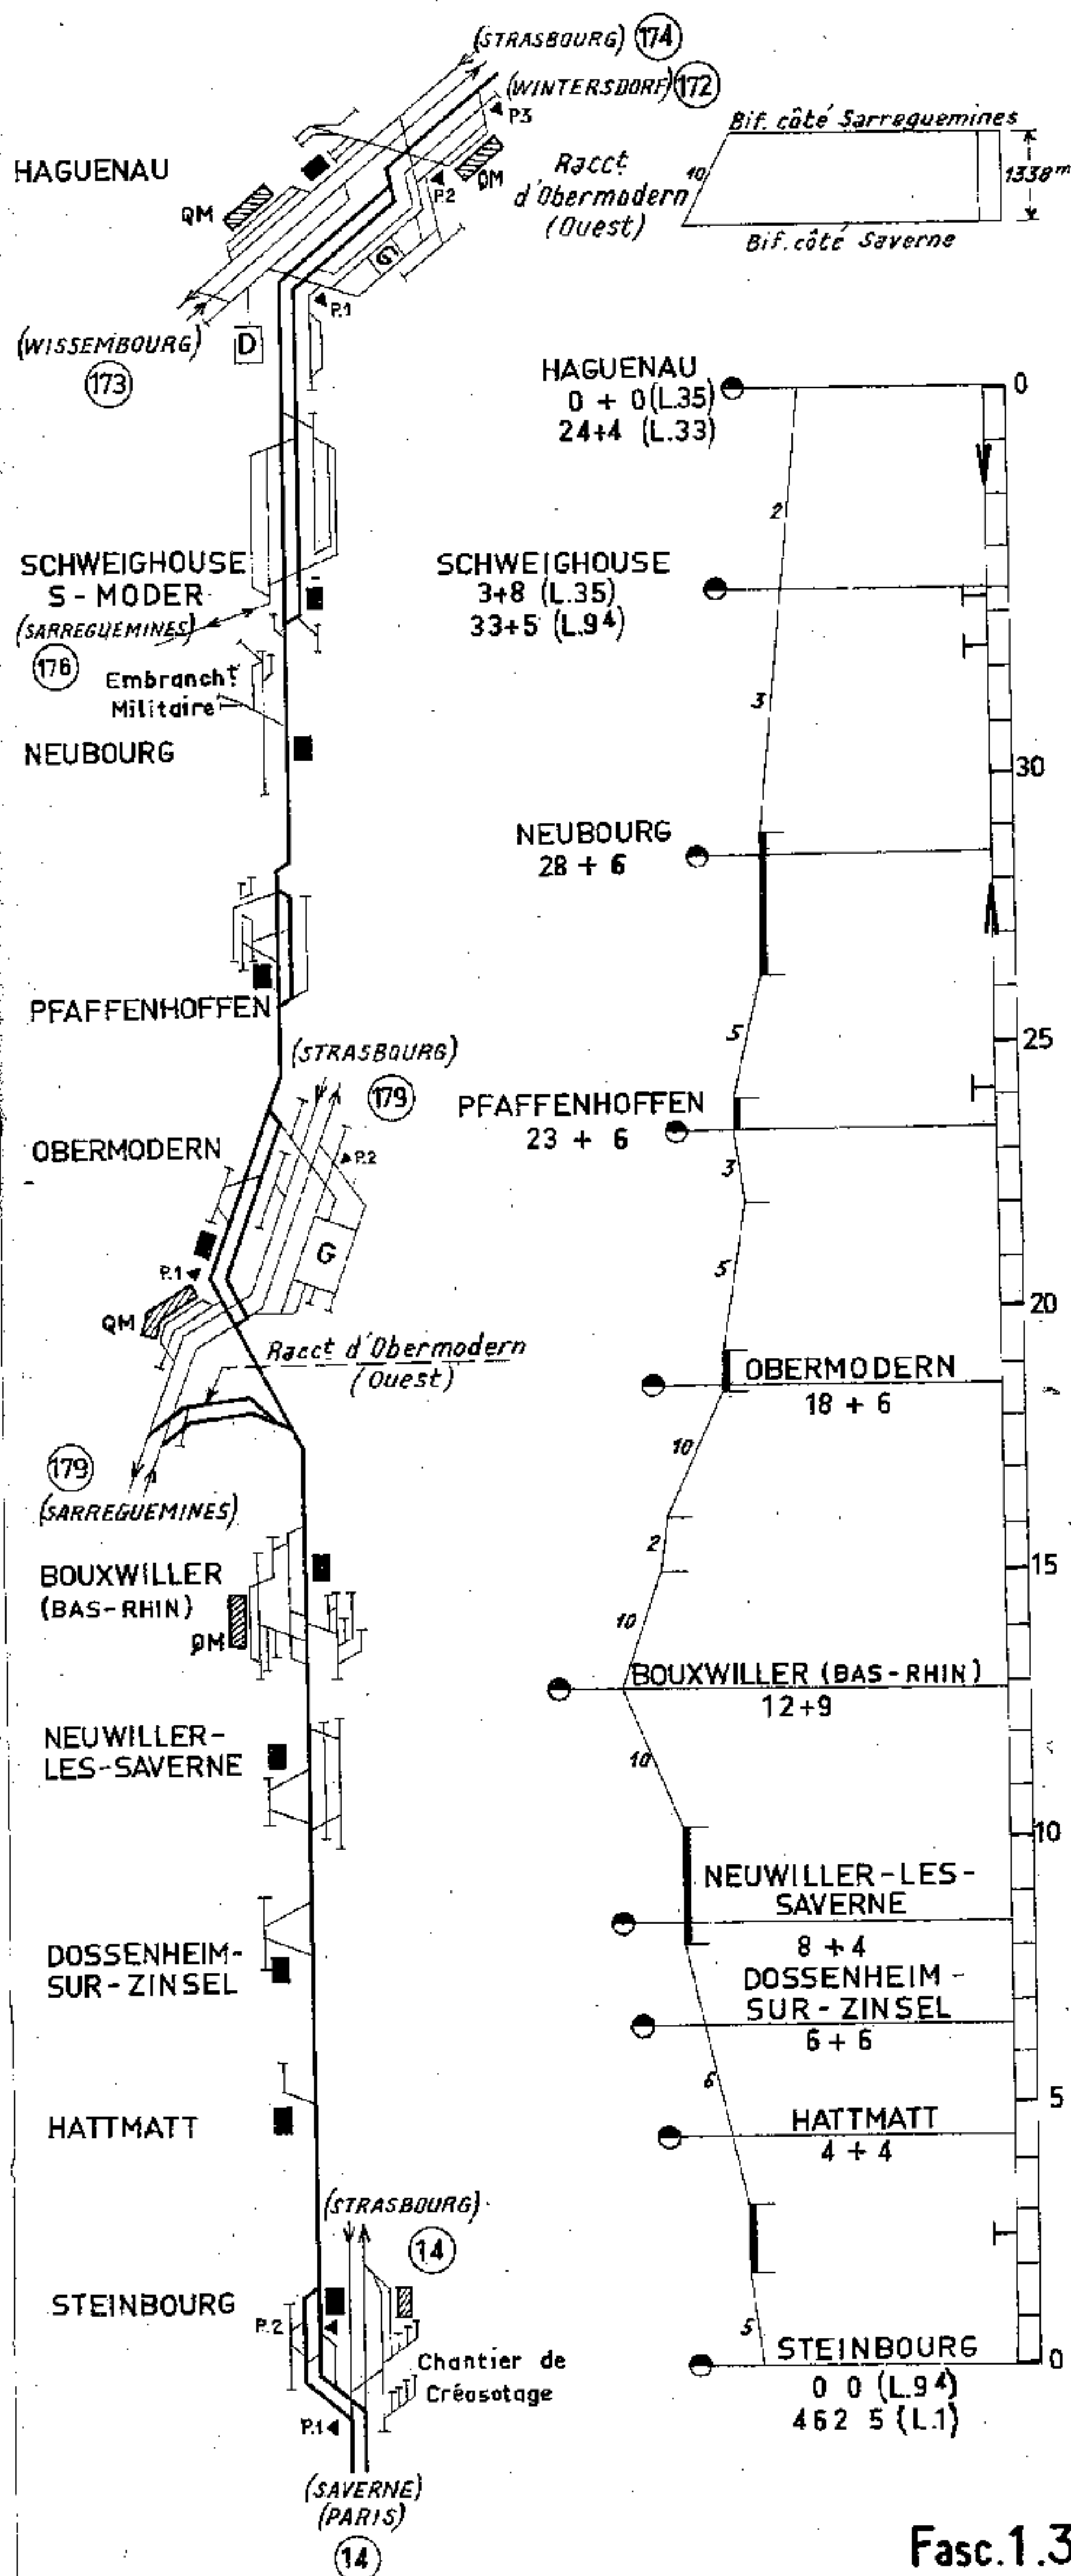 (STRASBOURG) 174
(WINTERSDORF) 172
P3
HAGUENAU
QM
P.2
QM
P.1
(WISSEMBOURG)
173
D
G
Racc.t
d'Obermodern
(Ouest)
Bif. côté Sarreguemines
10
1338m
Bif. côté Saverne
SCHWEIGHOUSE
S-MODER
(SARREGUEMINES)
176
Embranch.t
Militaire
NEUBOURG
PFAFFENHOFFEN
(STRASBOURG)
179
OBERMODERN
P.2
G
P.1
QM
Racc.t d'Obermodern
(Ouest)
179
(SARREGUEMINES)
BOUXWILLER
(BAS-RHIN)
QM
NEUWILLER-
LES-SAVERNE
DOSSENHEIM-
SUR-ZINSEL
HATTMATT
(STRASBOURG)
14
STEINBOURG
P.2
Chantier de
Créosotage
P.1
(SAVERNE)
(PARIS)
14
HAGUENAU
0 + 0 (L.35)
24+4 (L.33)
0
2
SCHWEIGHOUSE
3+8 (L.35)
33+5 (L.9⁴)
3
30
NEUBOURG
28 + 6
5
25
PFAFFENHOFFEN
23 + 6
3
5
20
OBERMODERN
18 + 6
10
2
15
10
BOUXWILLER (BAS-RHIN)
12+9
10
10
NEUWILLER-LES-
SAVERNE
8 + 4
DOSSENHEIM-
SUR-ZINSEL
6 + 6
6
5
HATTMATT
4 + 4
5
STEINBOURG
0
0 0 (L.9⁴)
462 5 (L.1)
Fasc.1.3